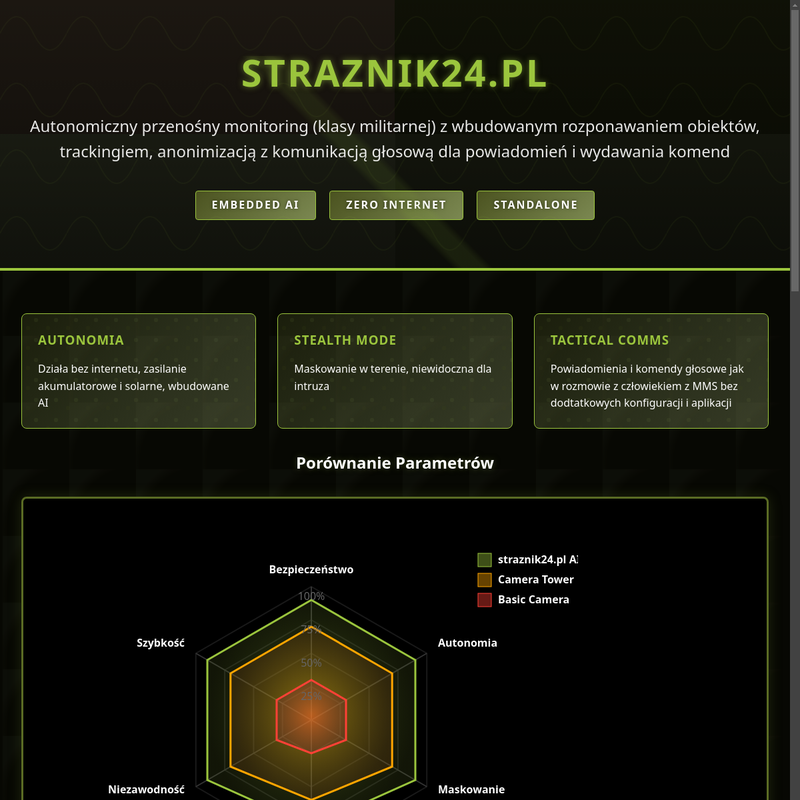 STRAZNIK24.PL
Autonomiczny przenośny monitoring (klasy militarnej) z wbudowanym rozponawaniem obiektów,
trackingiem, anonimizacją z komunikacją głosową dla powiadomień i wydawania komend
EMBEDDED AI
ZERO INTERNET
STANDALONE
AUTONOMIA
Działa bez internetu, zasilanie
akumulatorowe i solarne, wbudowane
AI
STEALTH MODE
Maskowanie w terenie, niewidoczna dla
intruza
TACTICAL COMMS
Powiadomienia i komendy głosowe jak
w rozmowie z człowiekiem z MMS bez
dodtatkowych konfiguracji i aplikacji
Porównanie Parametrów
straznik24.pl AI
Camera Tower
Basic Camera
Bezpieczeństwo
100%
75%
50%
25%
Szybkość
Autonomia
Niezawodność
Maskowanie